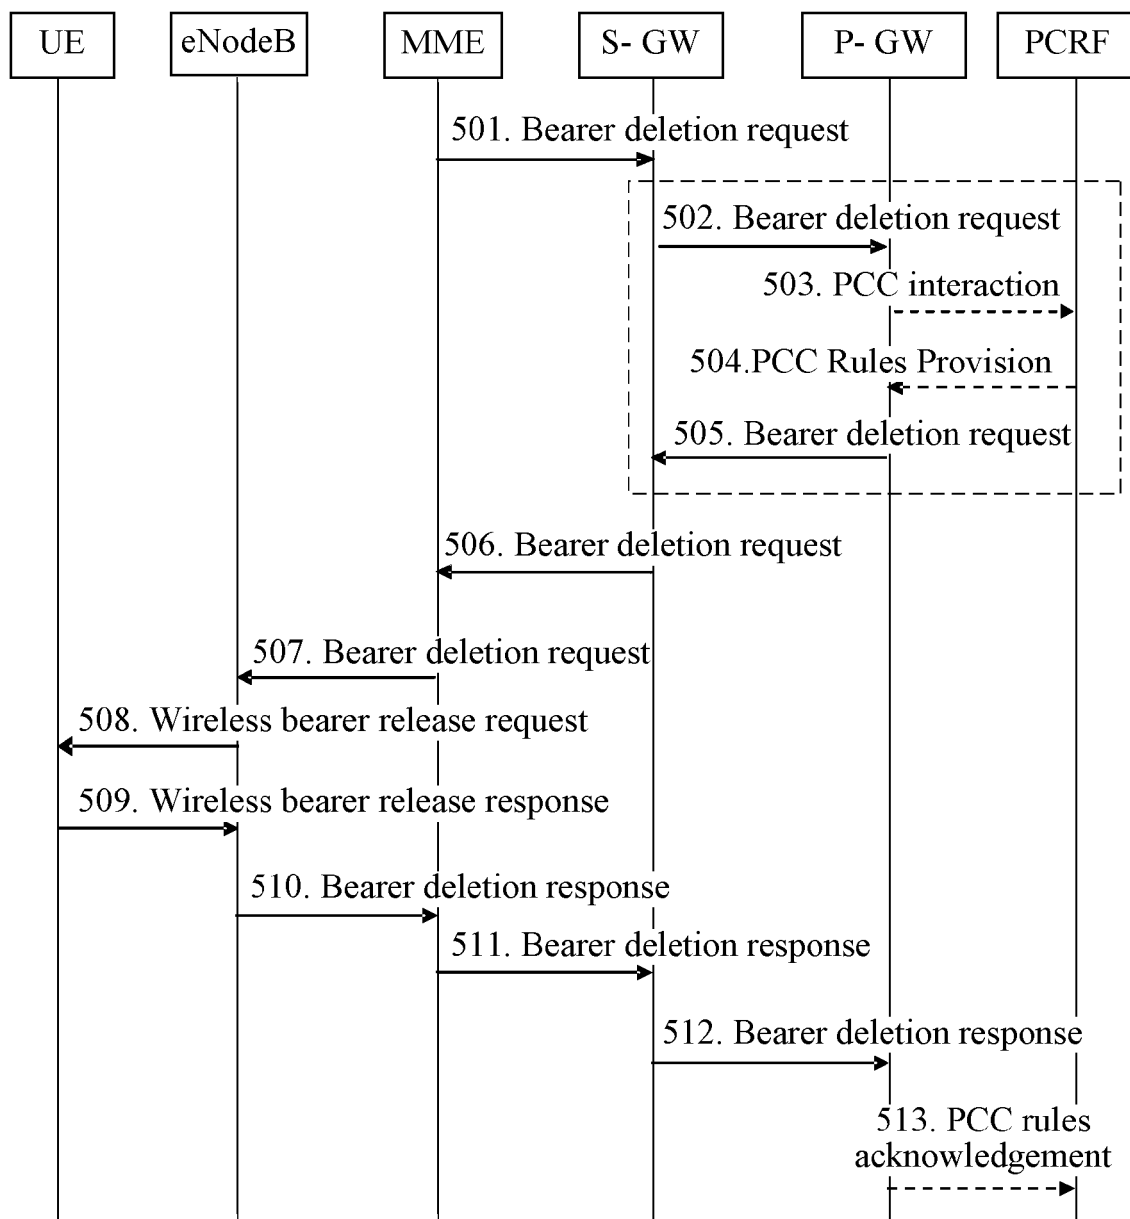 UE
eNodeB
MME
S- GW
P- GW
PCRF
501. Bearer deletion request
502. Bearer deletion request
503. PCC interaction
504.PCC Rules Provision
505. Bearer deletion request
506. Bearer deletion request
507. Bearer deletion request
508. Wireless bearer release request
509. Wireless bearer release response
510. Bearer deletion response
511. Bearer deletion response
512. Bearer deletion response
513. PCC rules
acknowledgement